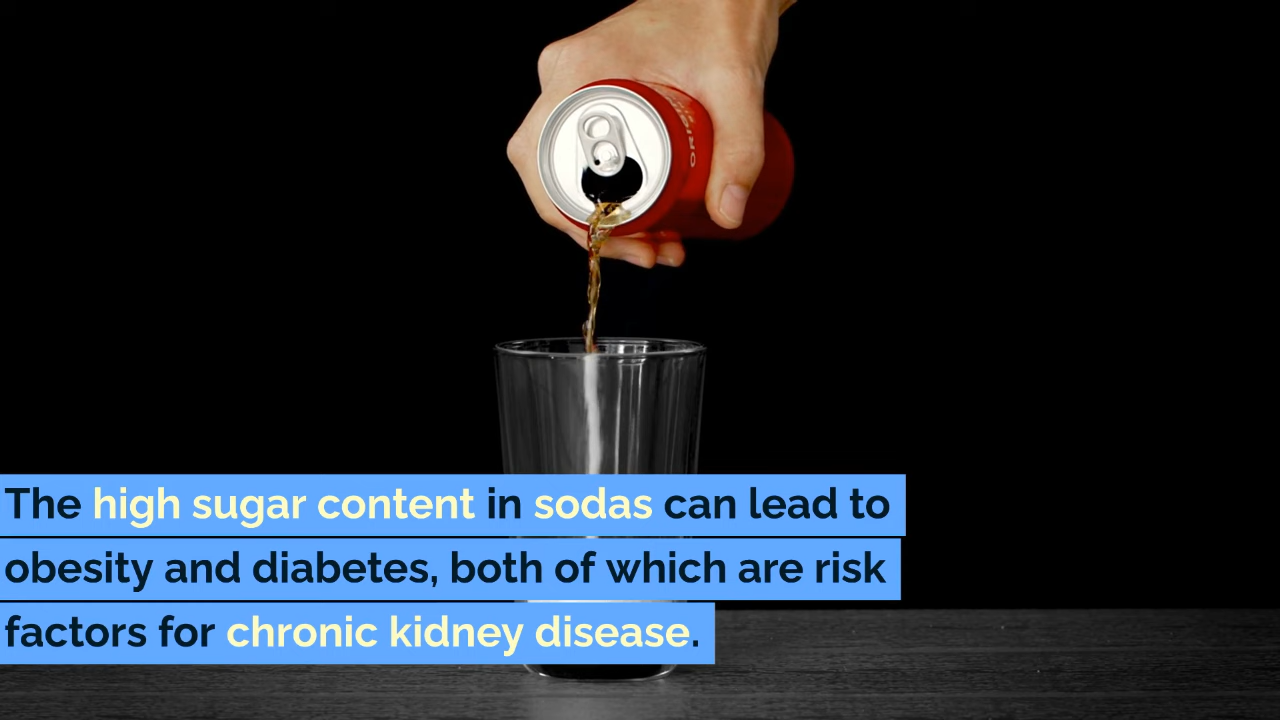 ORIGI
The high sugar content in sodas can lead to
obesity and diabetes, both of which are risk
factors for chronic kidney disease.